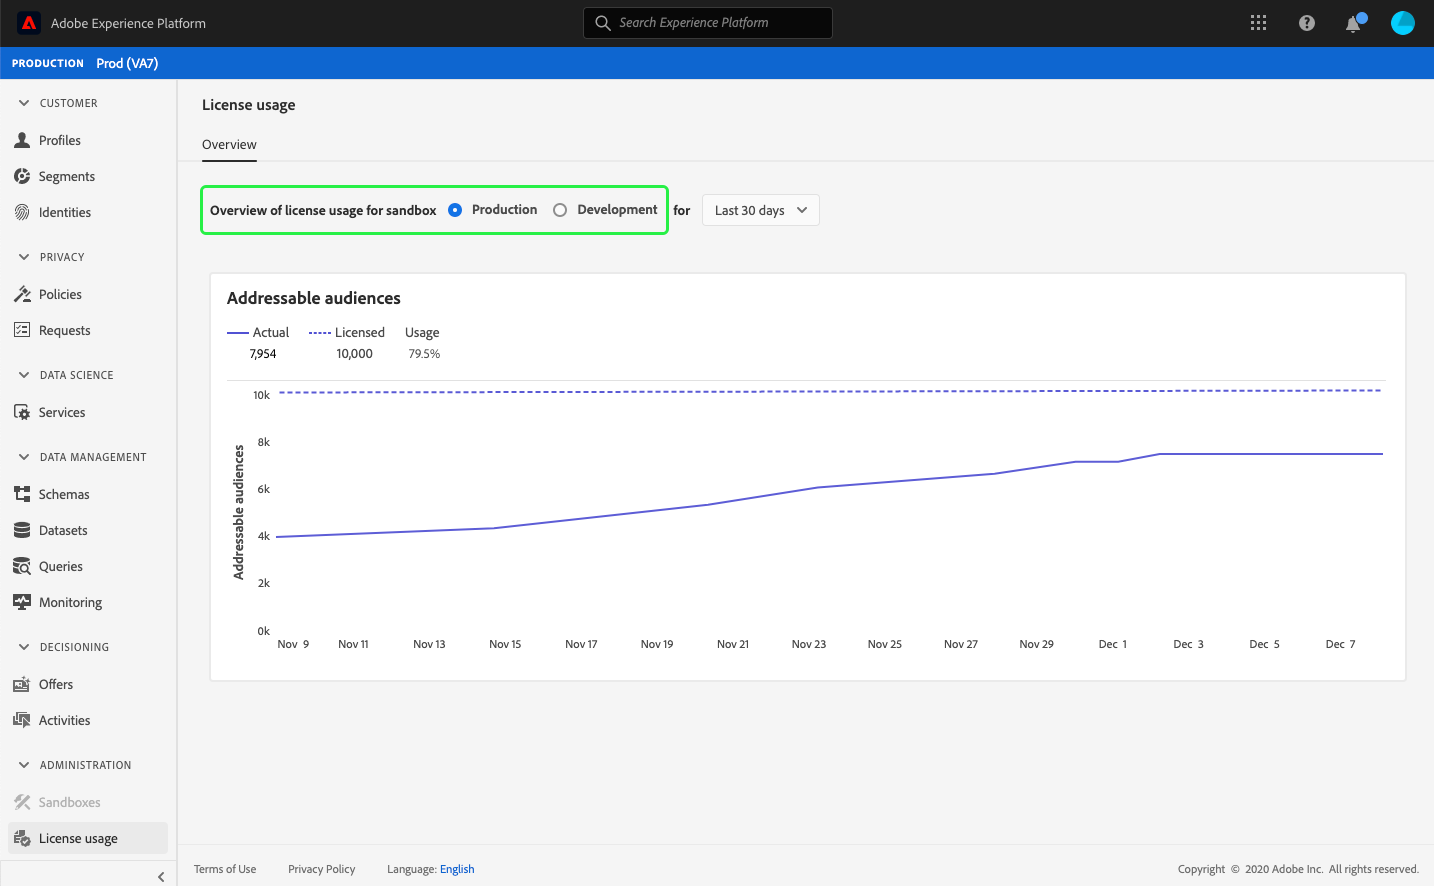 Adobe Experience Platform
Search Experience Platform
PRODUCTION Prod (VA7)
CUSTOMER
Profiles
Segments
Identities
PRIVACY
Policies
Requests
DATA SCIENCE
Services
DATA MANAGEMENT
Schemas
Datasets
Queries
Monitoring
DECISIONING
Offers
Activities
ADMINISTRATION
Sandboxes
License usage
License usage
Overview
Overview of license usage for sandbox Production Development for Last 30 days
Addressable audiences
Actual Licensed Usage
7,954 10,000 79.5%
Addressable audiences
10k
8k
6k
4k
2k
0k
Nov 9 Nov 11 Nov 13 Nov 15 Nov 17 Nov 19 Nov 21 Nov 23 Nov 25 Nov 27 Nov 29 Dec 1 Dec 3 Dec 5 Dec 7
Terms of Use Privacy Policy Language: English Copyright © 2020 Adobe Inc. All rights reserved.